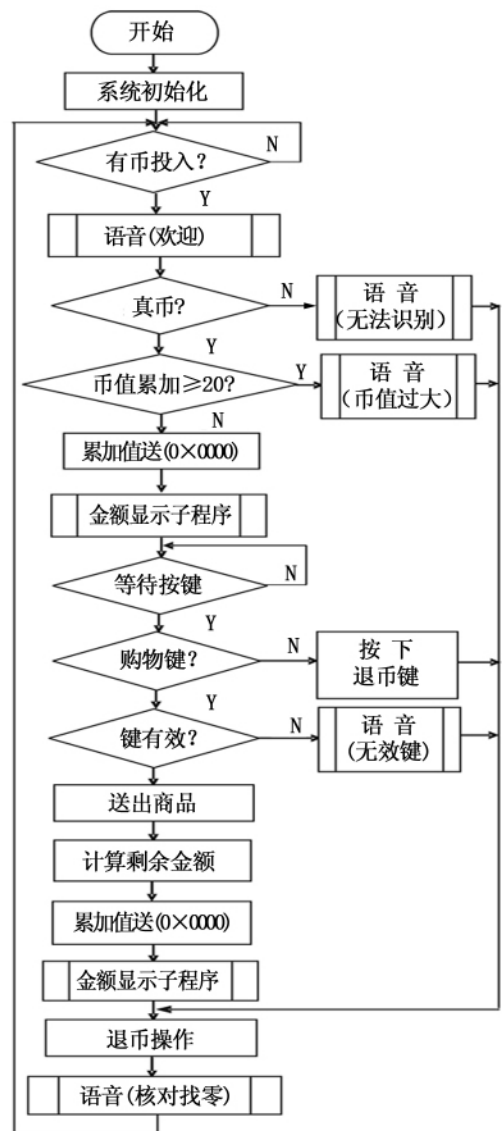 开始
系统初始化
有币投入?
N
Y
语音(欢迎)
真币?
N
语 音
(无法识别)
Y
币值累加≥20?
Y
语 音
(币值过大)
N
累加值送(0×0000)
金额显示子程序
等待按键
N
Y
购物键?
N
按 下
退币键
Y
键有效?
N
语 音
(无效键)
送出商品
计算剩余金额
累加值送(0×0000)
金额显示子程序
退币操作
语音(核对找零)